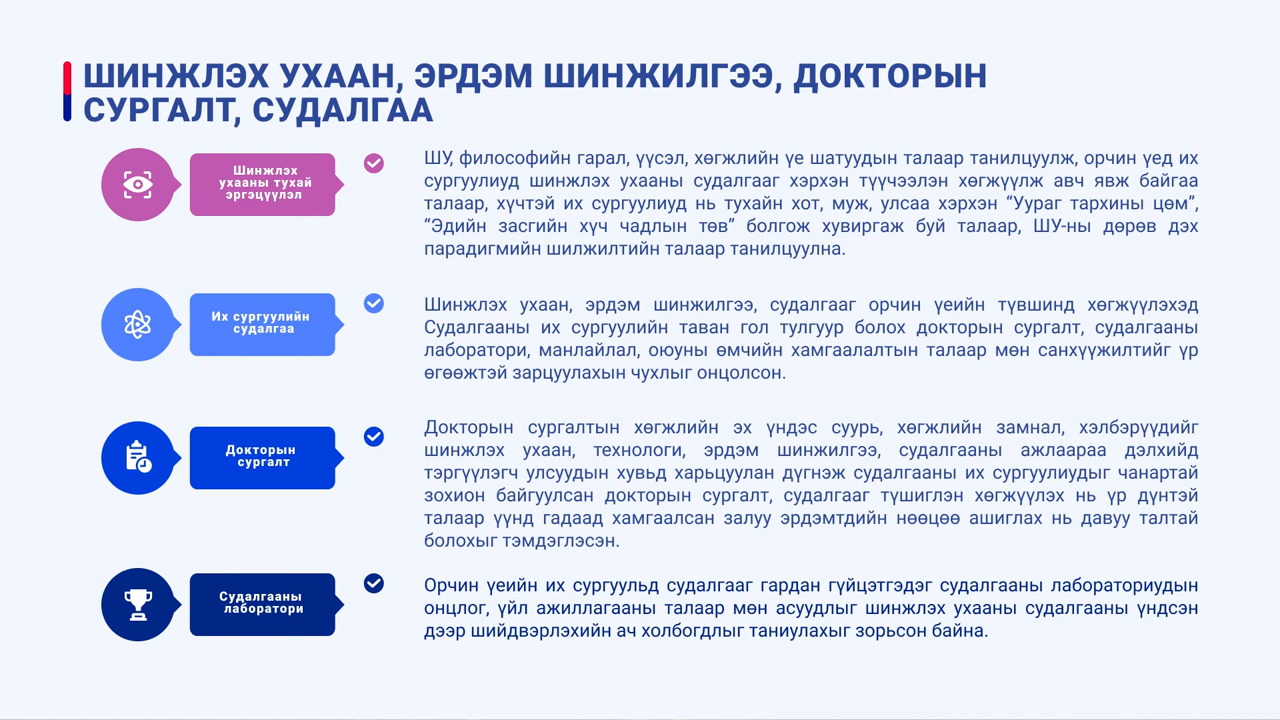 ШИНЖЛЭХ УХААН, ЭРДЭМ ШИНЖИЛГЭЭ, ДОКТОРЫН
СУРГАЛТ, СУДАЛГАА
Шинжлэх
ухааны тухай
эргэцүүлэл
ШУ, философийн гарал, үүсэл, хөгжлийн үе шатуудын талаар танилцуулж, орчин үед их
сургуулиуд шинжлэх ухааны судалгааг хэрхэн түүчээлэн хөгжүүлж авч явж байгаа
талаар, хүчтэй их сургуулиуд нь тухайн хот, муж, улсаа хэрхэн “Уураг тархины цөм”,
“Эдийн засгийн хүч чадлын төв” болгож хувиргаж буй талаар, ШУ-ны дөрөв дэх
парадигмийн шилжилтийн талаар танилцуулна.
Их сургуулийн
судалгаа
Шинжлэх ухаан, эрдэм шинжилгээ, судалгааг орчин үеийн түвшинд хөгжүүлэхэд
Судалгааны их сургуулийн таван гол тулгуур болох докторын сургалт, судалгааны
лаборатори, манлайлал, оюуны өмчийн хамгаалалтын талаар мөн санхүүжилтийг үр
өгөөжтэй зарцуулахын чухлыг онцолсон.
Докторын
сургалт
Докторын сургалтын хөгжлийн эх үндэс суурь, хөгжлийн замнал, хэлбэрүүдийг
шинжлэх ухаан, технологи, эрдэм шинжилгээ, судалгааны ажлаараа дэлхийд
тэргүүлэгч улсуудын хувьд харьцуулан дүгнэж судалгааны их сургуулиудыг чанартай
зохион байгуулсан докторын сургалт, судалгааг түшиглэн хөгжүүлэх нь үр дүнтэй
талаар үүнд гадаад хамгаалсан залуу эрдэмтдийн нөөцөө ашиглах нь давуу талтай
болохыг тэмдэглэсэн.
Судалгааны
лаборатори
Орчин үеийн их сургуульд судалгааг гардан гүйцэтгэдэг судалгааны лабораториудын
онцлог, үйл ажиллагааны талаар мөн асуудлыг шинжлэх ухааны судалгааны үндсэн
дээр шийдвэрлэхийн ач холбогдлыг таниулахыг зорьсон байна.